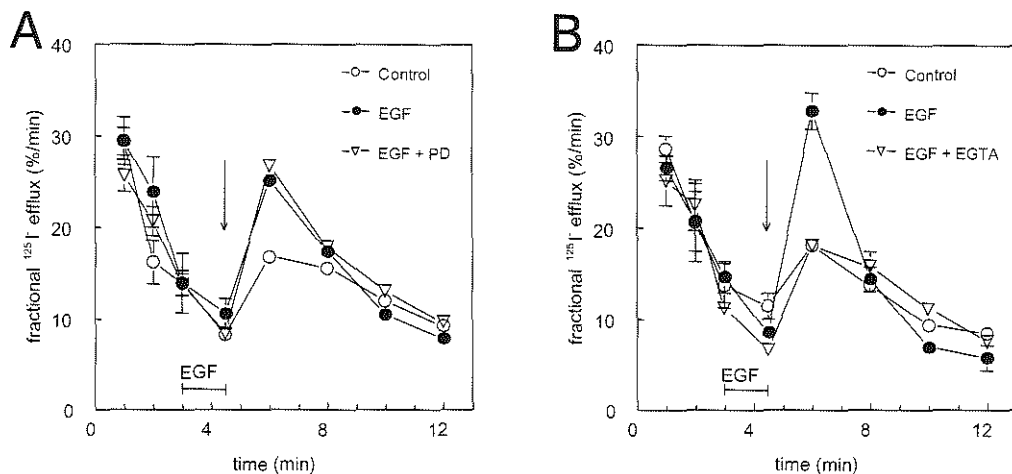 A
40
30
20
10
0
fractional ¹²⁵I⁻ efflux (%/min)
Control
EGF
EGF + PD
EGF
0
4
8
12
time (min)
B
40
30
20
10
0
fractional ¹²⁵I⁻ efflux (%/min)
Control
EGF
EGF + EGTA
EGF
0
4
8
12
time (min)